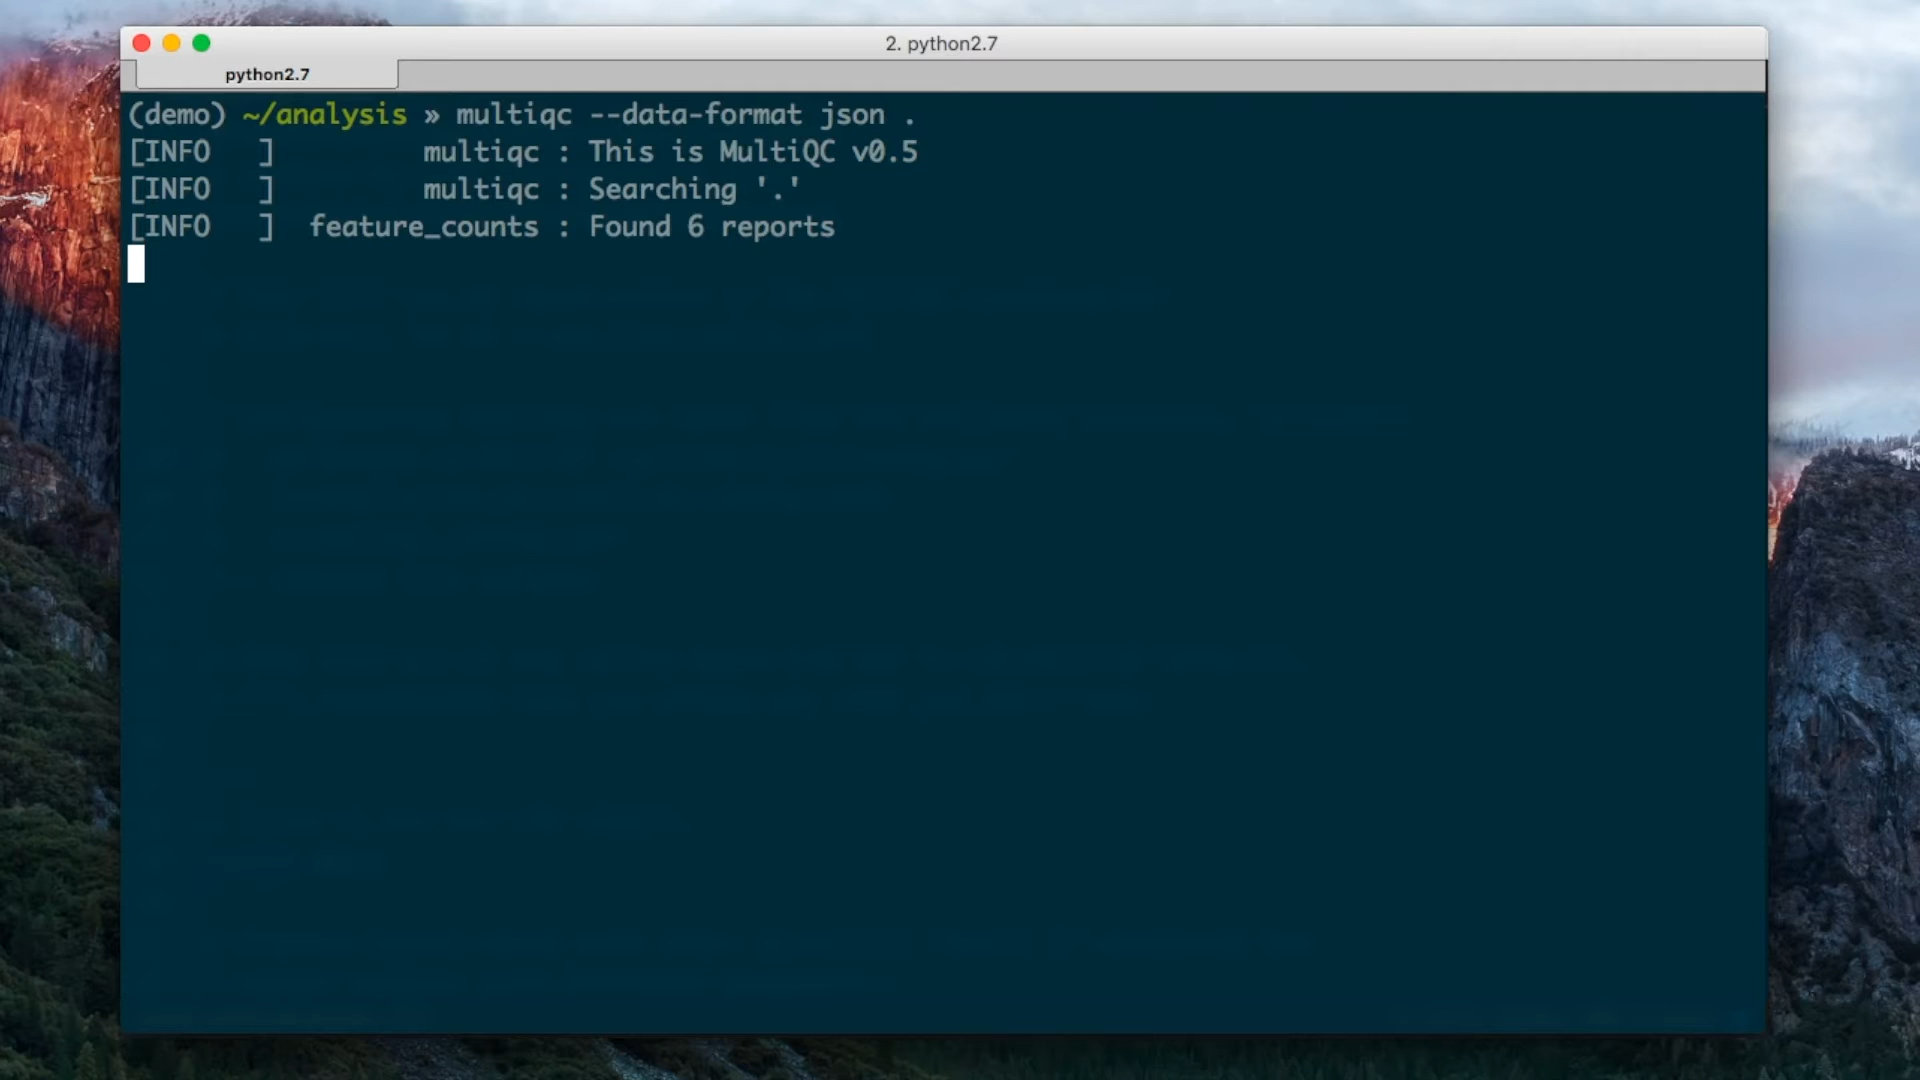 2. python2.7
python2.7
(demo) ~/analysis » multiqc --data-format json .
[INFO   ]         multiqc : This is MultiQC v0.5
[INFO   ]         multiqc : Searching '.'
[INFO   ]  feature_counts : Found 6 reports